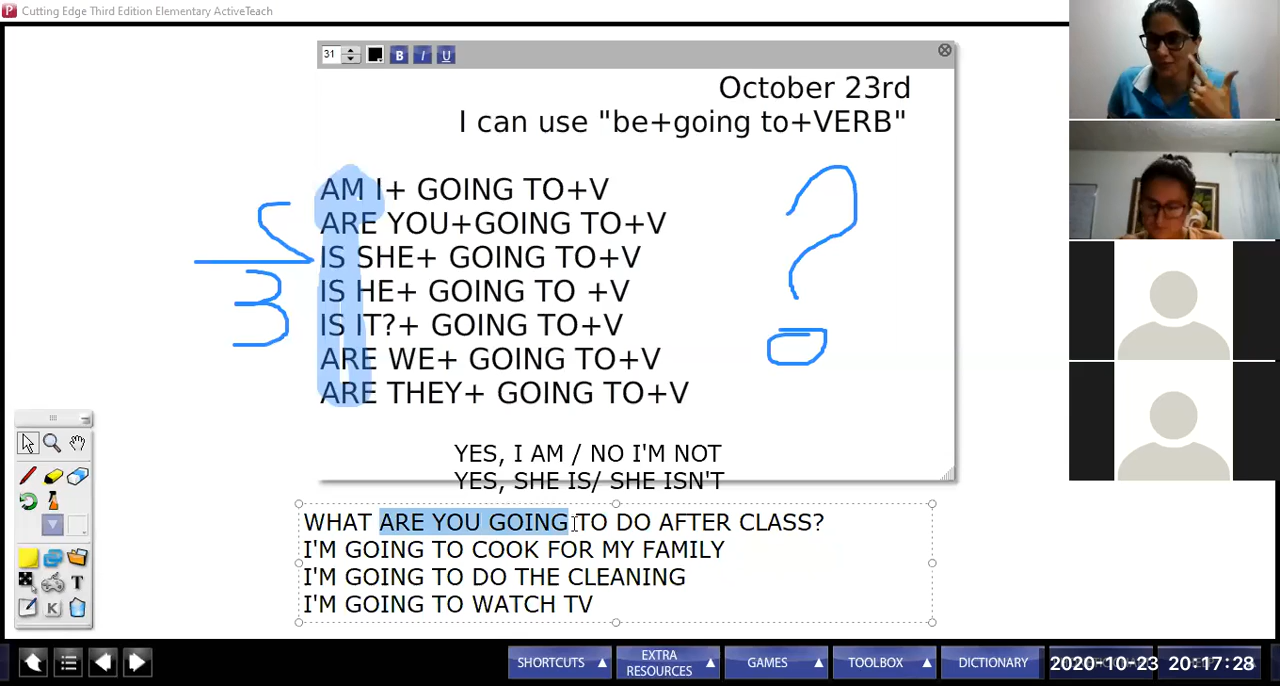 Cutting Edge Third Edition Elementary ActiveTeach
31 B I U
October 23rd
I can use "be+going to+VERB"
AM I+ GOING TO+V
ARE YOU+GOING TO+V
IS SHE+ GOING TO+V
IS HE+ GOING TO +V
IS IT?+ GOING TO+V
ARE WE+ GOING TO+V
ARE THEY+ GOING TO+V
?
3
YES, I AM / NO I'M NOT
YES, SHE IS/ SHE ISN'T
WHAT ARE YOU GOING TO DO AFTER CLASS?
I'M GOING TO COOK FOR MY FAMILY
I'M GOING TO DO THE CLEANING
I'M GOING TO WATCH TV
T
K
SHORTCUTS
EXTRA RESOURCES
GAMES
TOOLBOX
DICTIONARY
2020-10-23 20:17:28